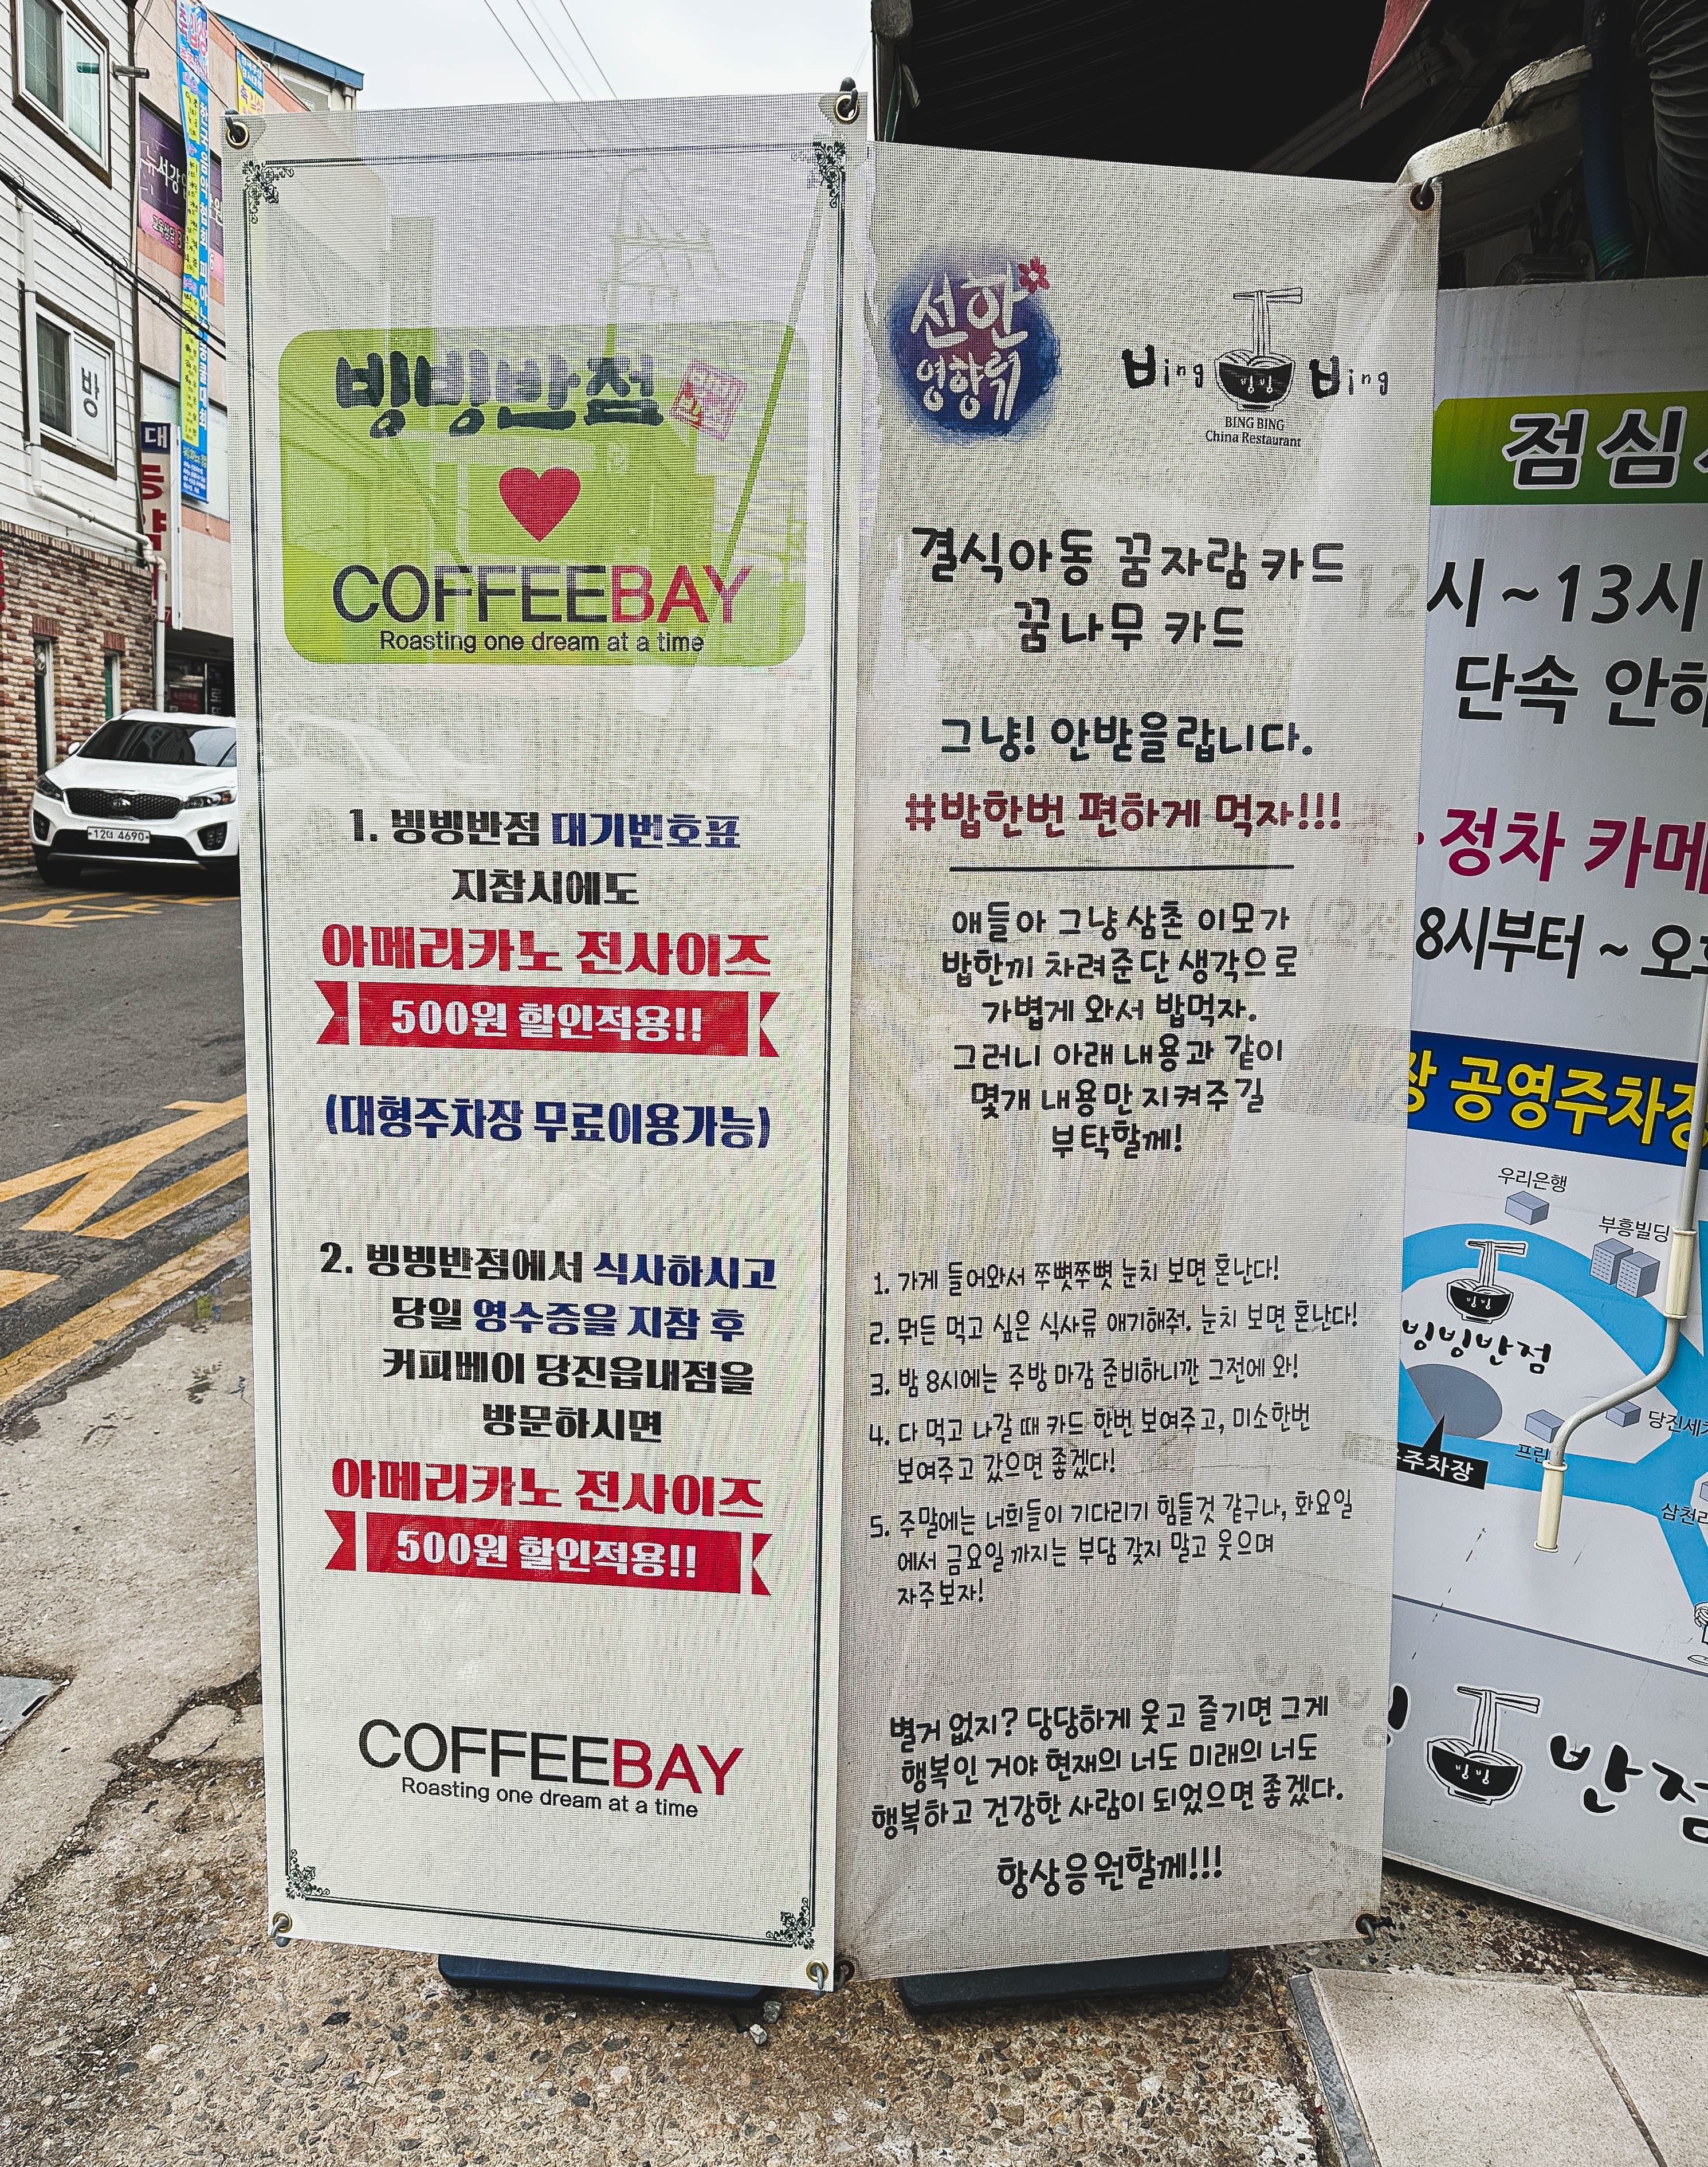 빙빙반점
COFFEEBAY
Roasting one dream at a time
1. 빙빙반점 대기번호표
지참시에도
아메리카노 전사이즈
500원 할인적용!!
(대형주차장 무료이용가능)
2. 빙빙반점에서 식사하시고
당일 영수증을 지참 후
커피베이 당진읍내점을
방문하시면
아메리카노 전사이즈
500원 할인적용!!
COFFEEBAY
Roasting one dream at a time
선한
영향력
Bing 빙빙 Bing
BING BING
China Restaurant
결식아동 꿈자람 카드
꿈나무 카드
그냥! 안받을랍니다.
#밥한번 편하게 먹자!!!
얘들아 그냥 삼촌 이모가
밥한끼 차려준단 생각으로
가볍게 와서 밥먹자.
그러니 아래 내용과 같이
몇개 내용만 지켜주길
부탁할께!
1. 가게 들어와서 쭈뼛쭈뼛 눈치 보면 혼난다!
2. 뭐든 먹고 싶은 식사류 얘기해줘. 눈치 보면 혼난다!
3. 밤 8시에는 주방 마감 준비하니깐 그전에 와!
4. 다 먹고 나갈 때 카드 한번 보여주고, 미소한번
보여주고 갔으면 좋겠다!
5. 주말에는 너희들이 기다리기 힘들것 같구나, 화요일
에서 금요일 까지는 부담 갖지 말고 웃으며
자주보자!
별거 없지? 당당하게 웃고 즐기면 그게
행복인 거야 현재의 너도 미래의 너도
행복하고 건강한 사람이 되었으면 좋겠다.
항상응원할께!!!
점심
12시 ~ 13시
단속 안하
정차 카메
8시부터 ~ 오
장 공영주차장
우리은행
부흥빌딩
빙빙
빙빙반점
당진세
프린
주차장
삼천리
빙빙
반점
12더 4690
방